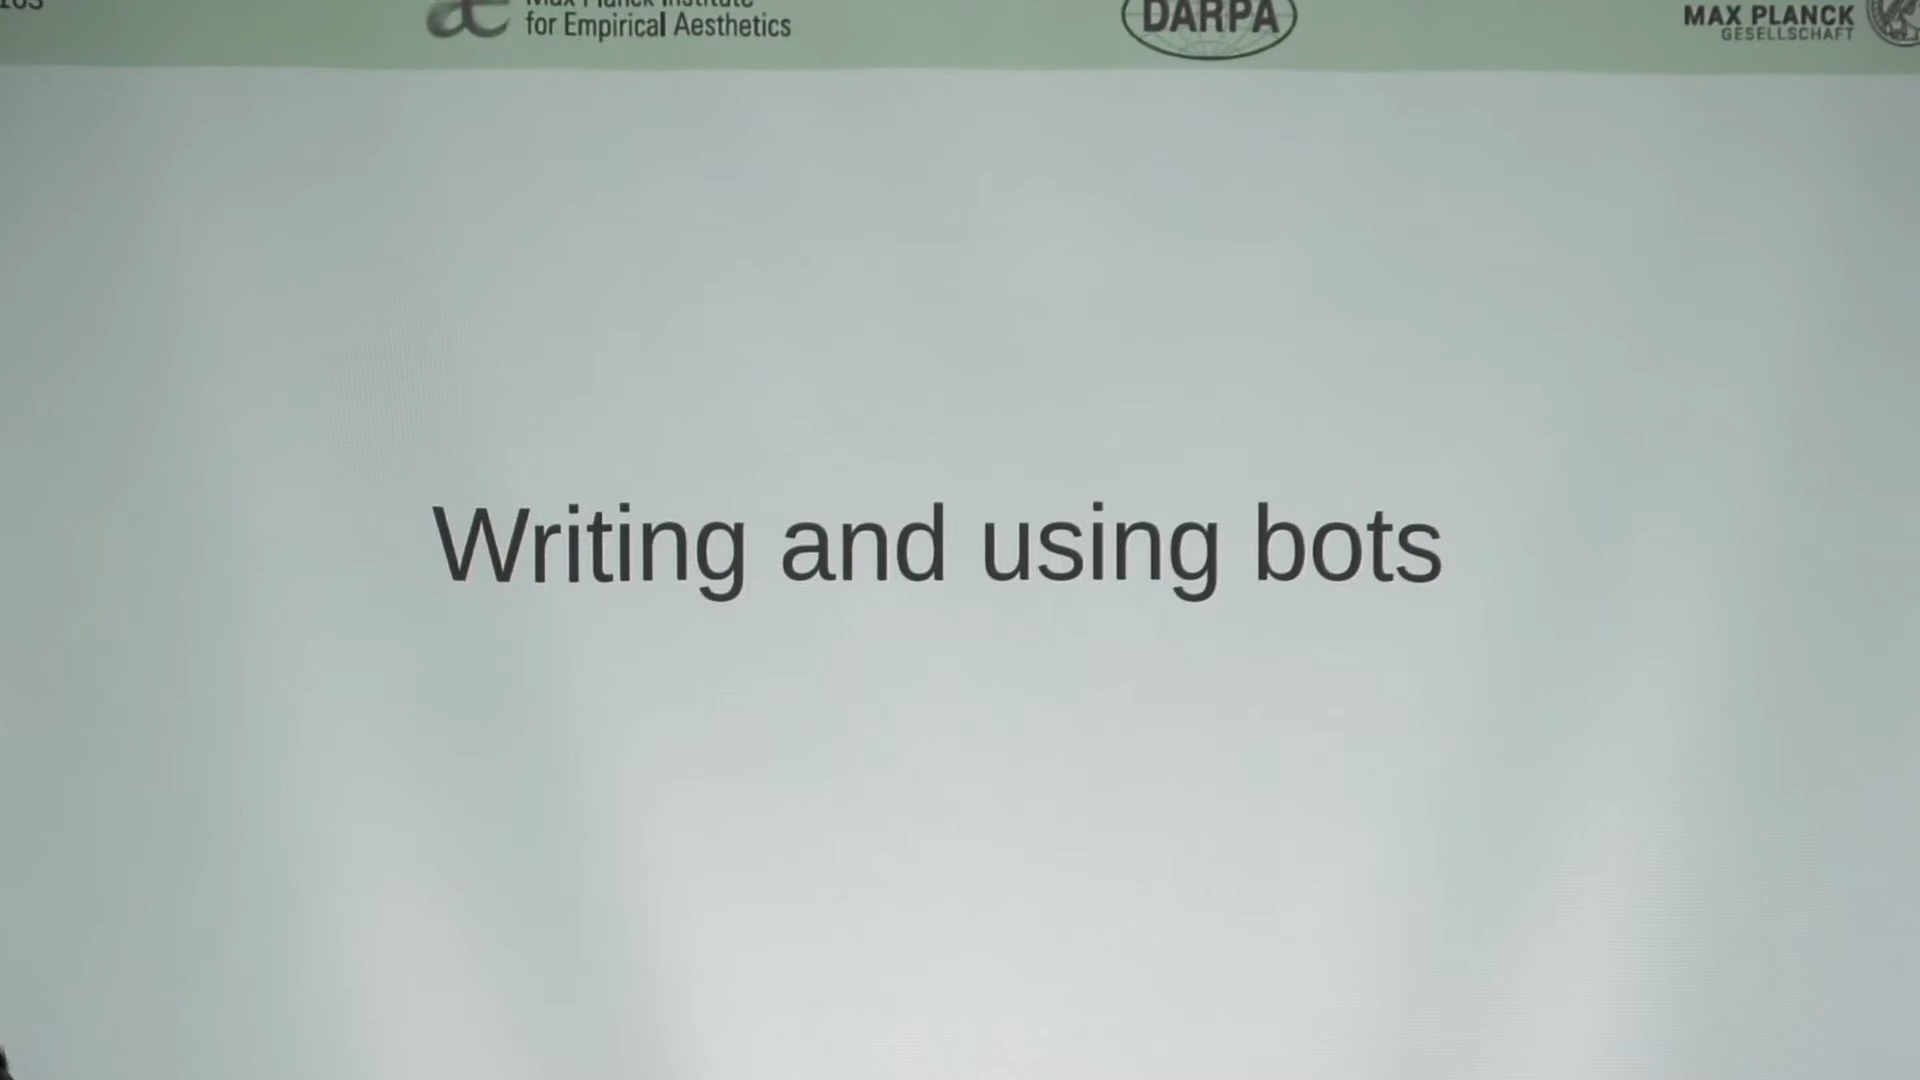 for Empirical Aesthetics
DARPA
MAX PLANCK
GESELLSCHAFT
Writing and using bots